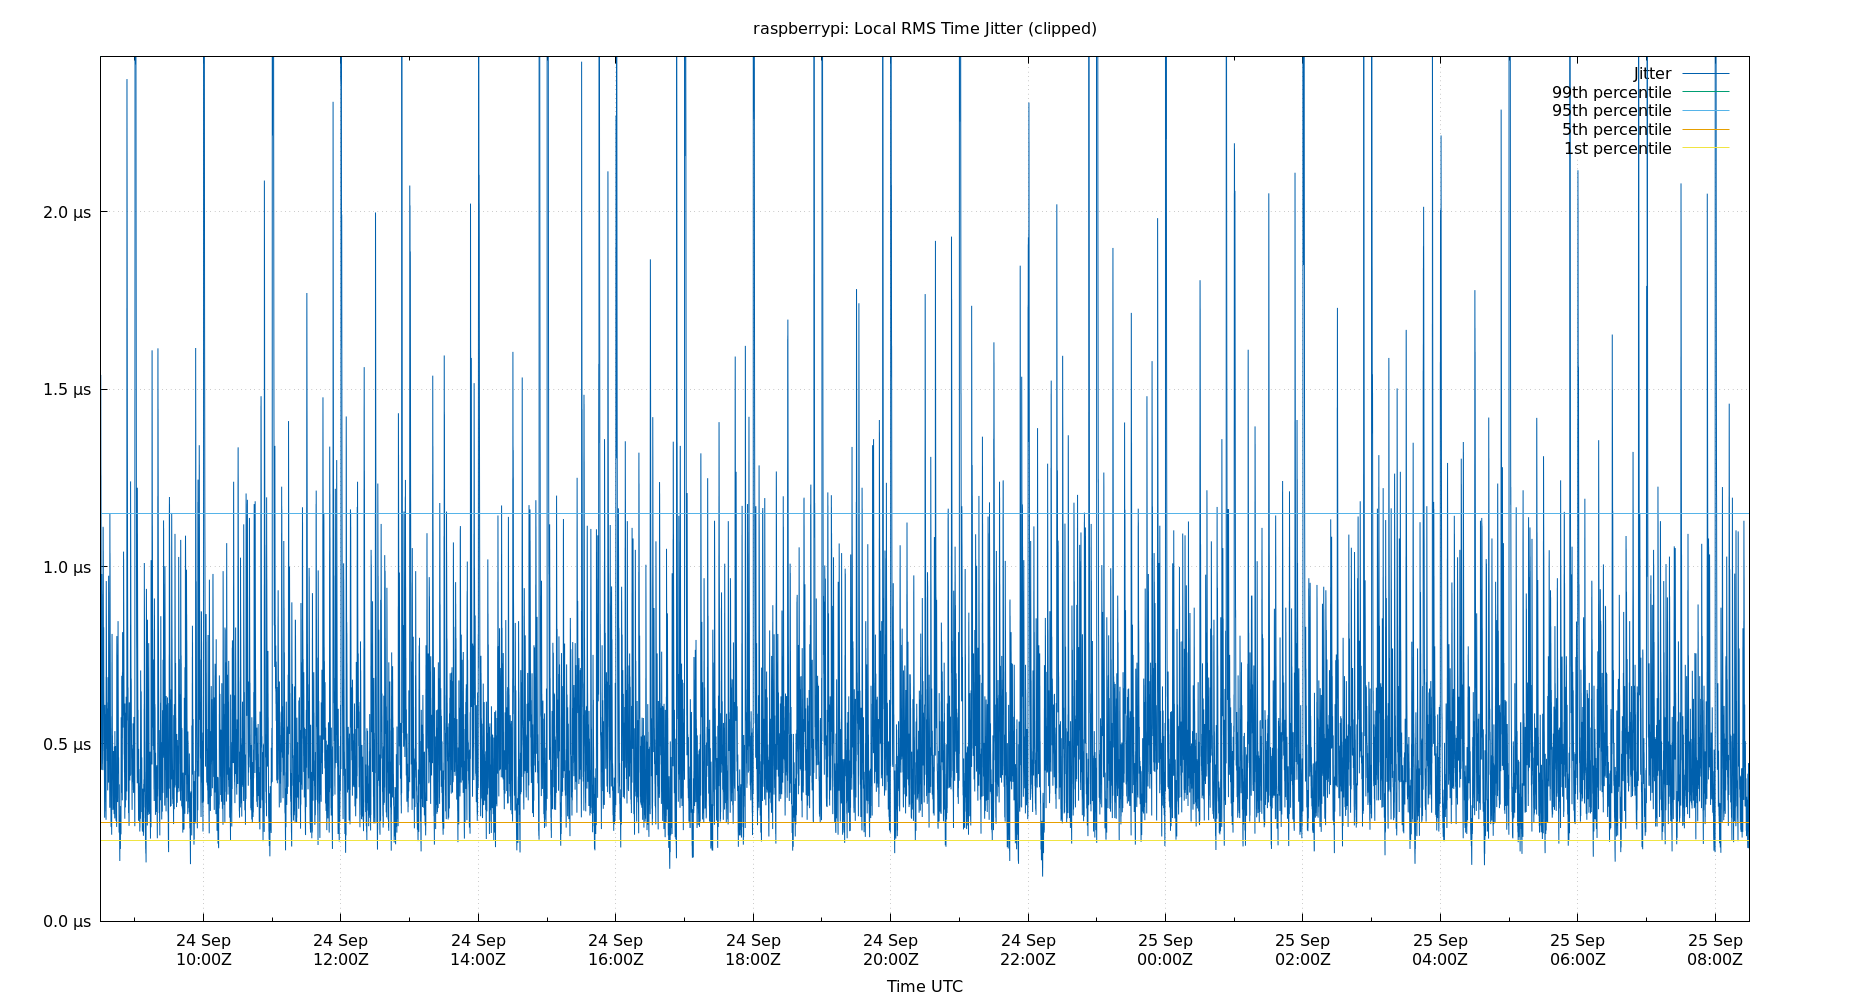 raspberrypi: Local RMS Time Jitter (clipped)
Jitter
99th percentile
95th percentile
5th percentile
1st percentile
2.0 µs
1.5 µs
1.0 µs
0.5 µs
0.0 µs
24 Sep 24 Sep 24 Sep 24 Sep 24 Sep 24 Sep 24 Sep 25 Sep 25 Sep 25 Sep 25 Sep 25 Sep
10:00Z 12:00Z 14:00Z 16:00Z 18:00Z 20:00Z 22:00Z 00:00Z 02:00Z 04:00Z 06:00Z 08:00Z
Time UTC